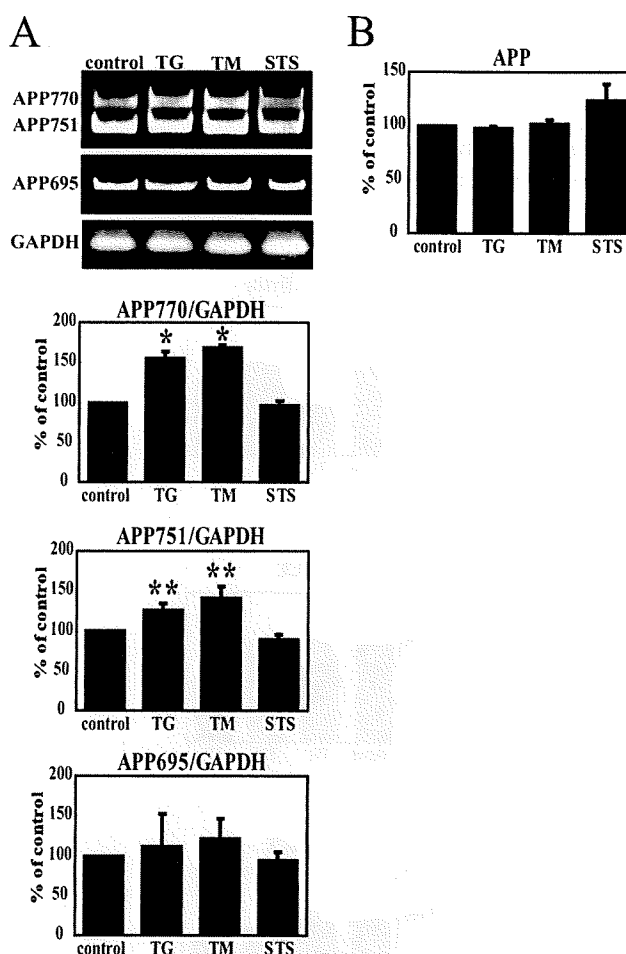 A
control TG TM STS
APP770
APP751
APP695
GAPDH
APP770/GAPDH
% of control
200
150
100
50
0
* *
control TG TM STS
APP751/GAPDH
% of control
200
150
100
50
0
** **
control TG TM STS
APP695/GAPDH
% of control
200
150
100
50
0
control TG TM STS
B
APP
% of control
150
100
50
0
control TG TM STS